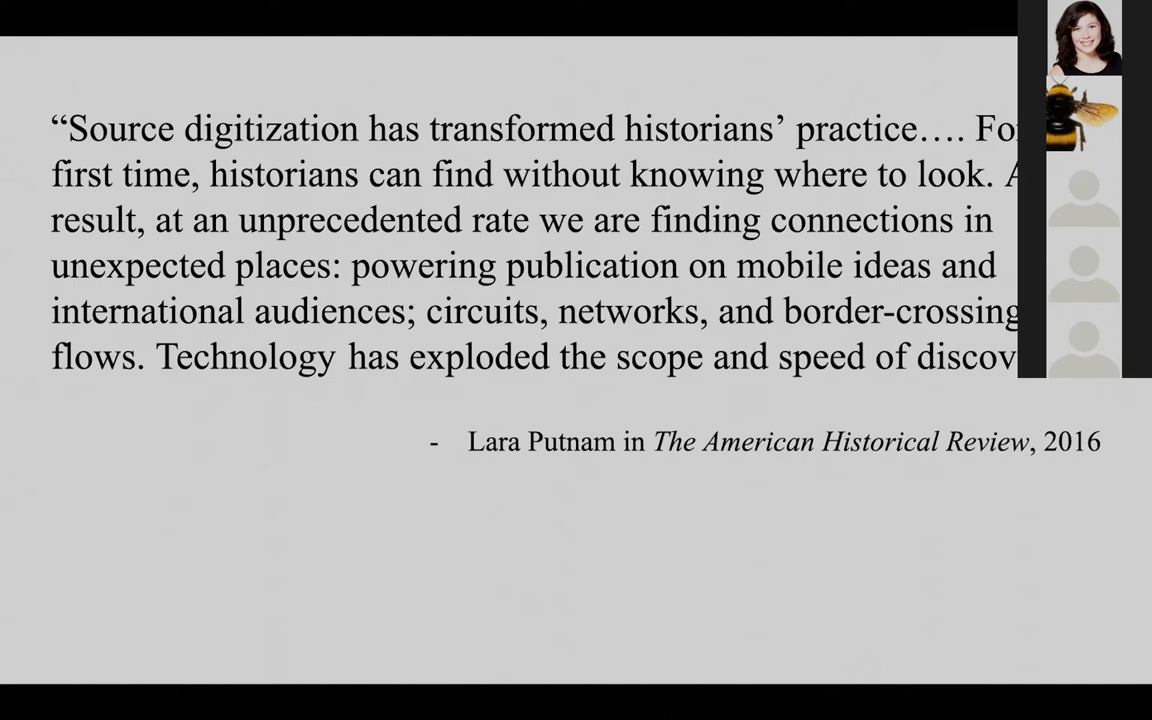 “Source digitization has transformed historians’ practice….
first time, historians can find without knowing where to look.
result, at an unprecedented rate we are finding connections in
unexpected places: powering publication on mobile ideas and
international audiences; circuits, networks, and border-crossing
flows. Technology has exploded the scope and speed of
- Lara Putnam in The American Historical Review, 2016